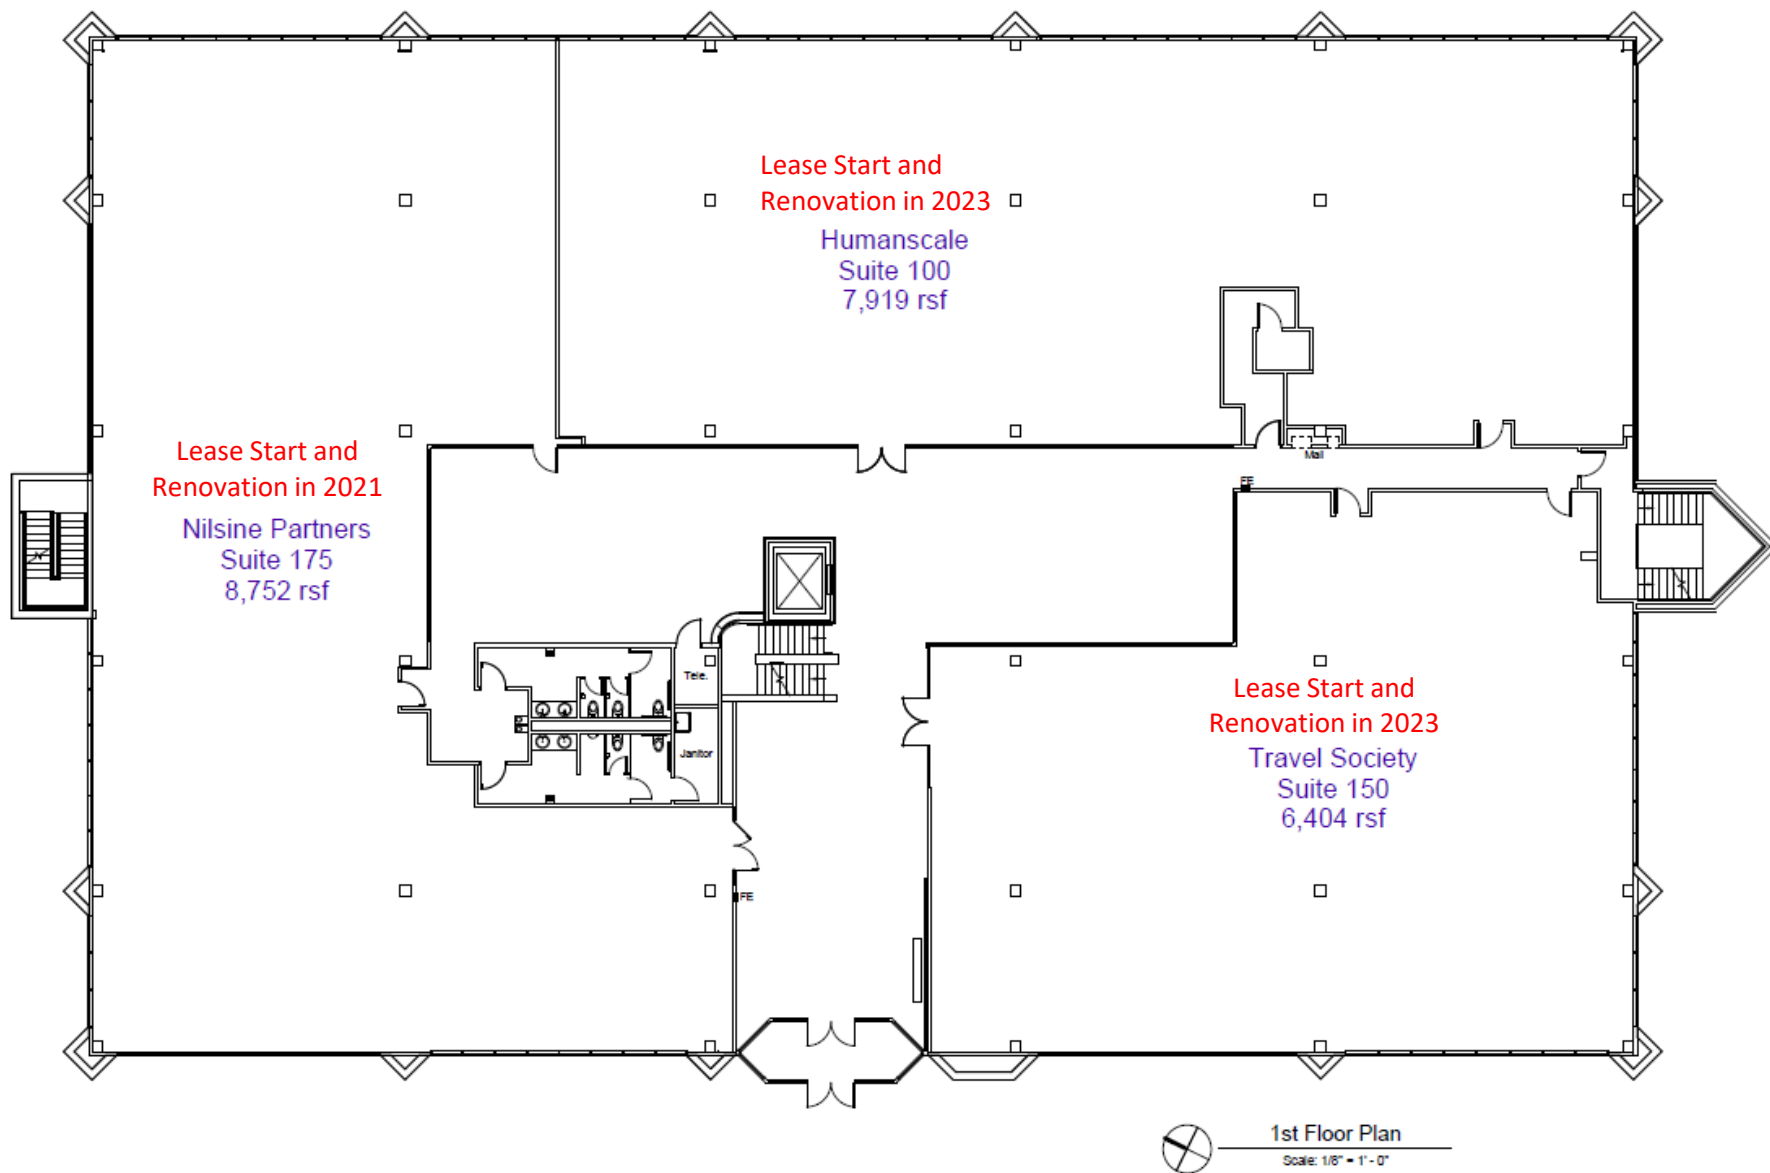 Lease Start and
Renovation in 2023
Humanscale
Suite 100
7,919 rsf
Lease Start and
Renovation in 2021
Nilsine Partners
Suite 175
8,752 rsf
Mail
FE
Tele.
Janitor
Lease Start and
Renovation in 2023
Travel Society
Suite 150
6,404 rsf
FE
1st Floor Plan
Scale: 1/8" = 1' - 0"